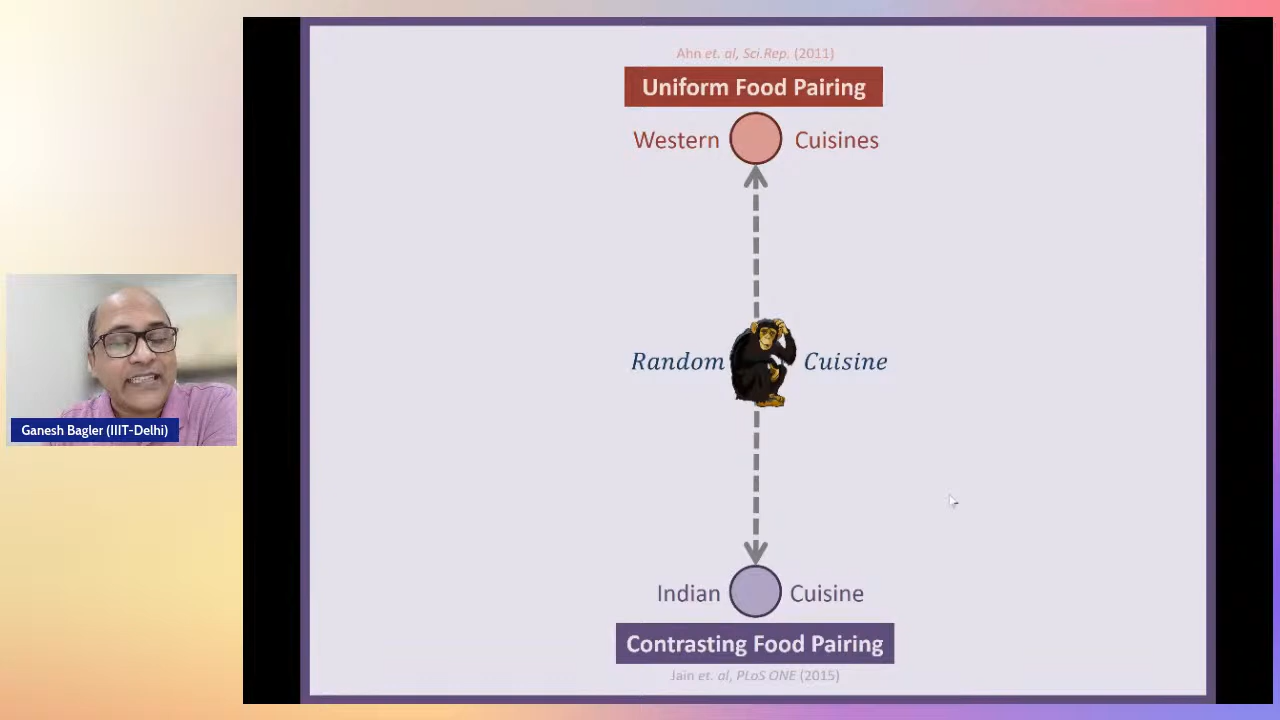 Ahn et. al, Sci.Rep. (2011)
Uniform Food Pairing
Western Cuisines
Random Cuisine
Ganesh Bagler (IIIT-Delhi)
Indian Cuisine
Contrasting Food Pairing
Jain et. al, PLoS ONE (2015)